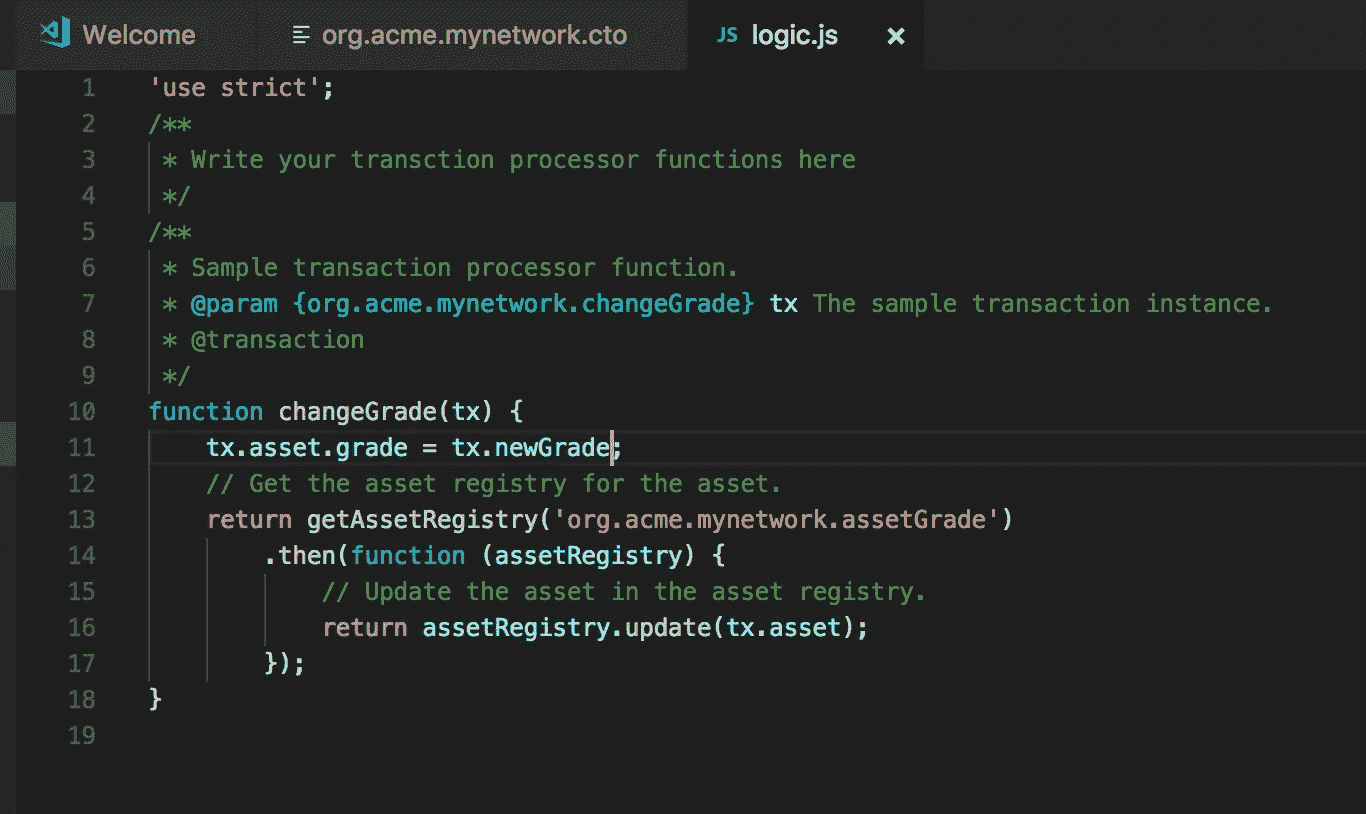 Welcome org.acme.mynetwork.cto JS logic.js ×
1 'use strict';
2 /**
3 * Write your transction processor functions here
4 */
5 /**
6 * Sample transaction processor function.
7 * @param {org.acme.mynetwork.changeGrade} tx The sample transaction instance.
8 * @transaction
9 */
10 function changeGrade(tx) {
11 tx.asset.grade = tx.newGrade;
12 // Get the asset registry for the asset.
13 return getAssetRegistry('org.acme.mynetwork.assetGrade')
14 .then(function (assetRegistry) {
15 // Update the asset in the asset registry.
16 return assetRegistry.update(tx.asset);
17 });
18 }
19